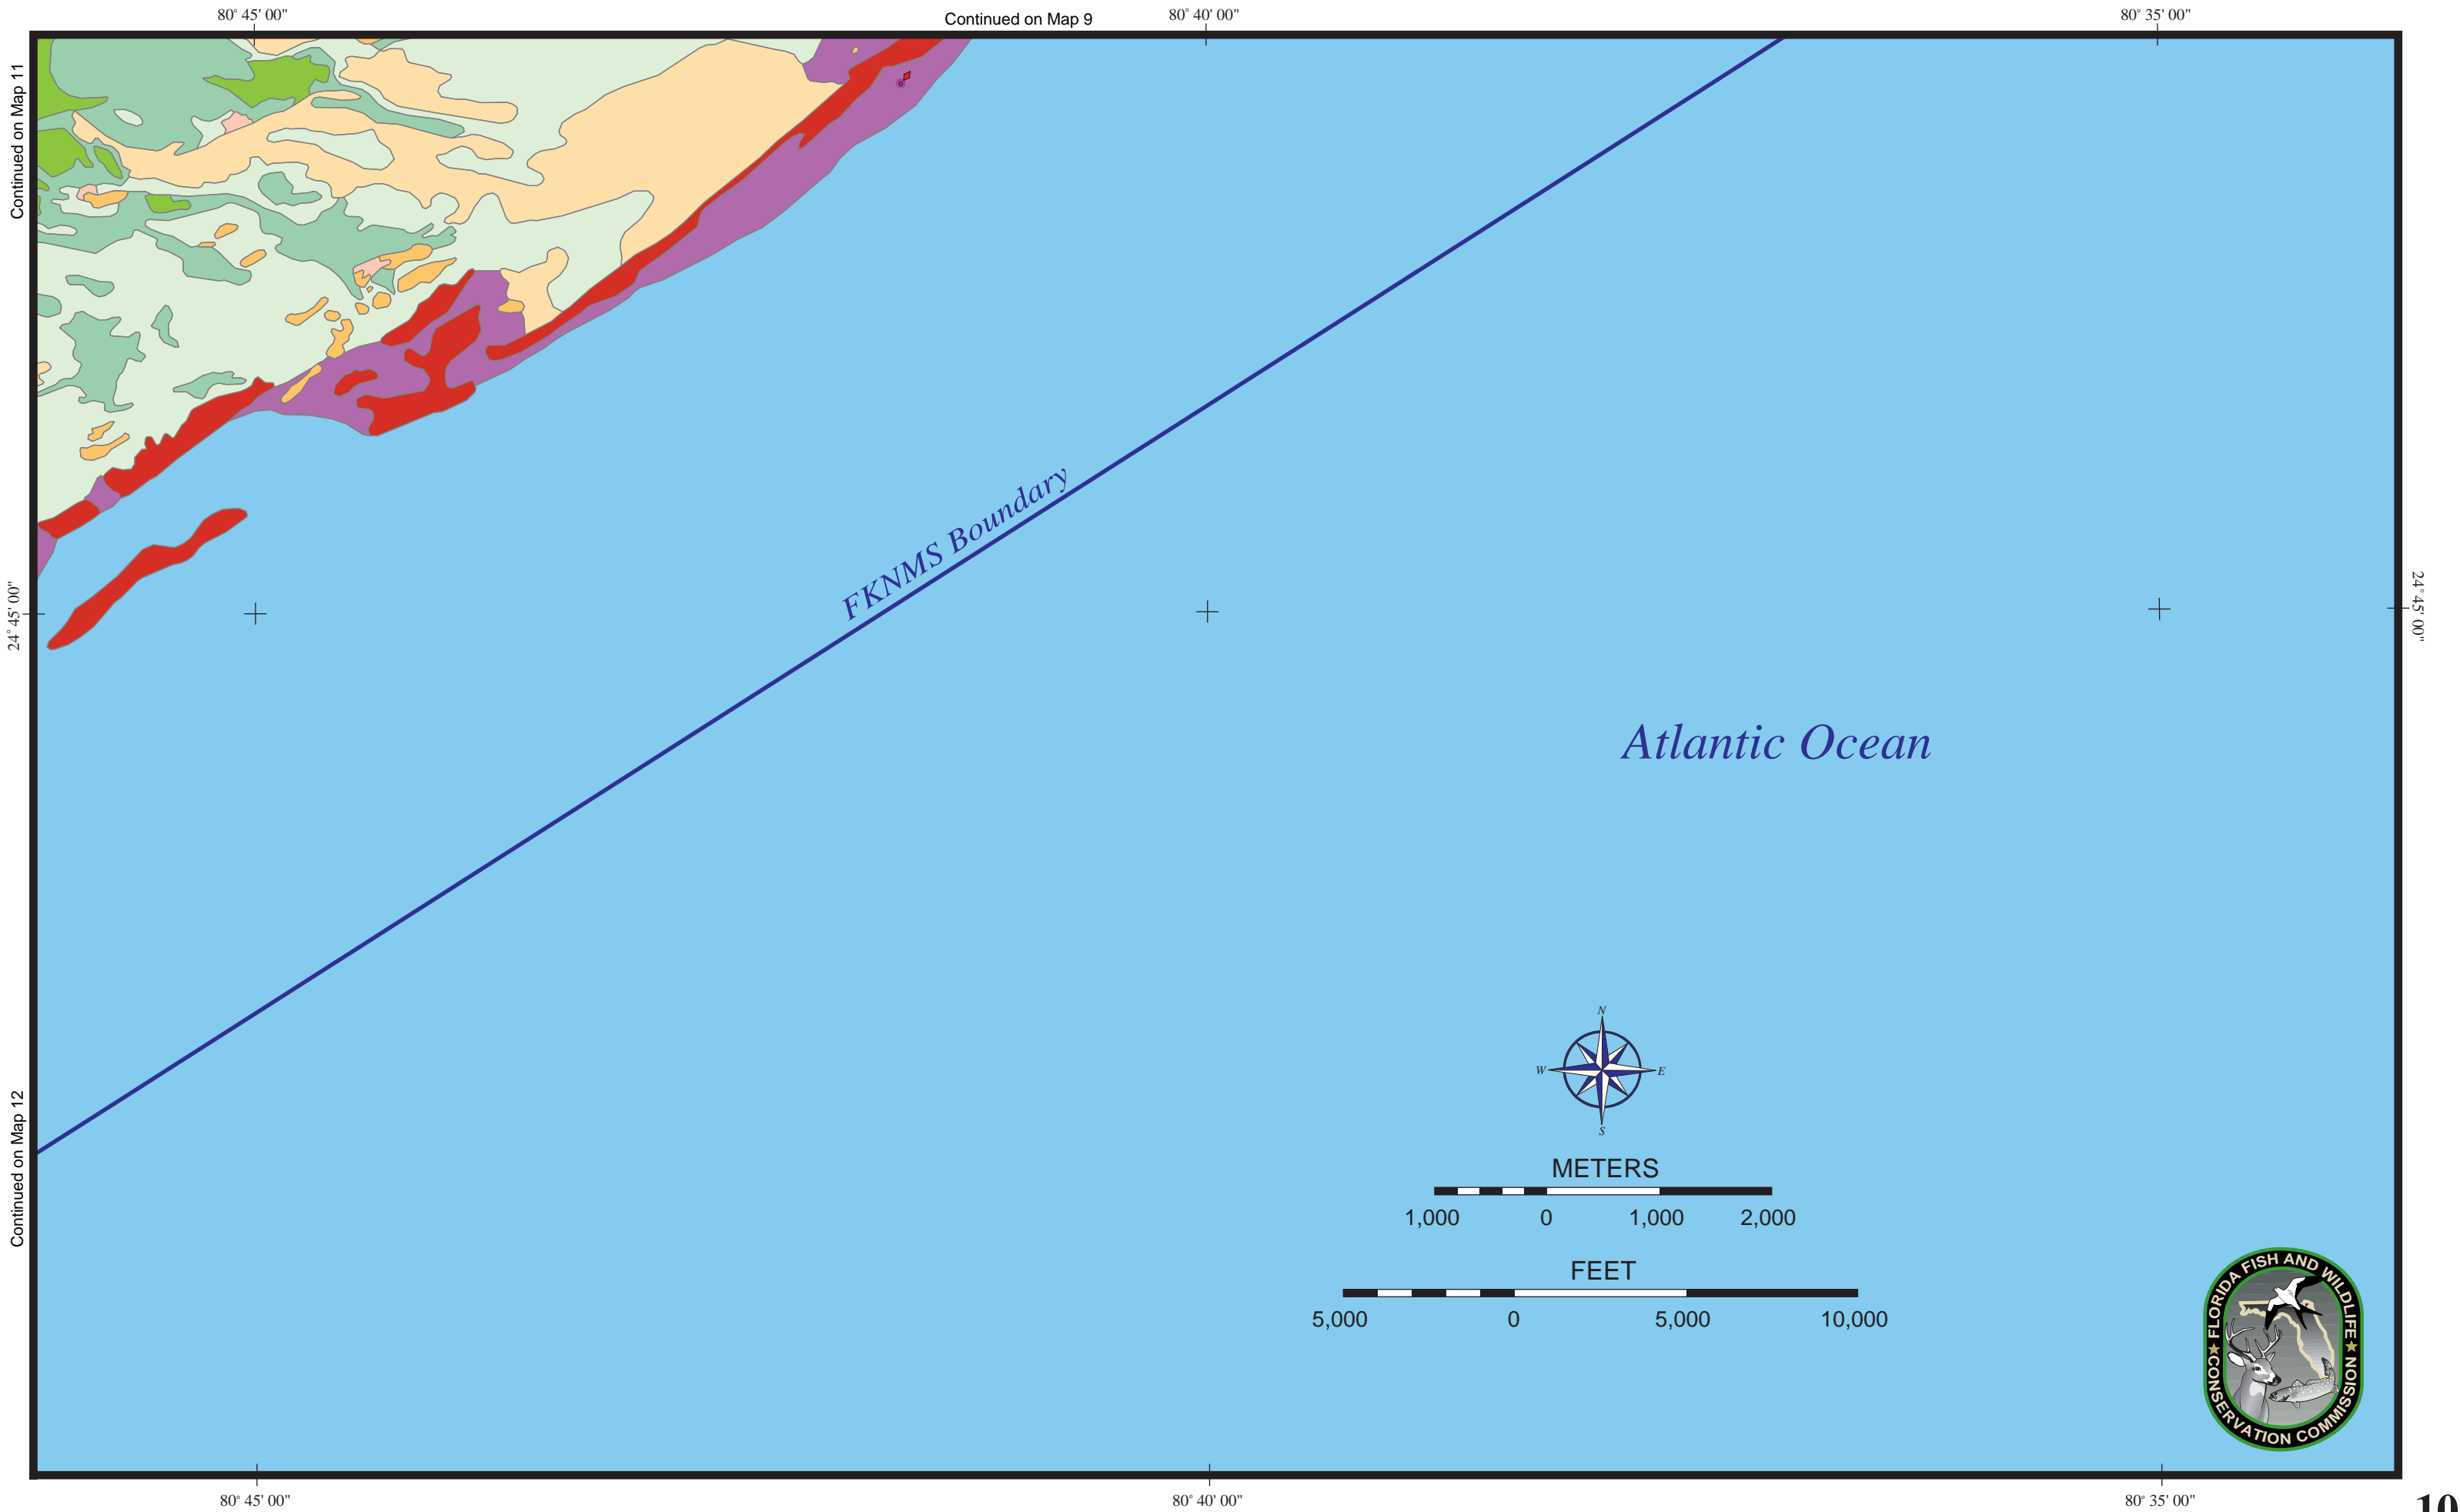 80° 45' 00"
Continued on Map 9
80° 40' 00"
80° 35' 00"
Continued on Map 11
FKNMS Boundary
24° 45' 00"
24° 45' 00"
Atlantic Ocean
N
W
E
S
Continued on Map 12
METERS
1,000 0 1,000 2,000
FEET
5,000 0 5,000 10,000
FLORIDA FISH AND WILDLIFE
CONSERVATION COMMISSION
80° 45' 00"
80° 40' 00"
80° 35' 00"
10